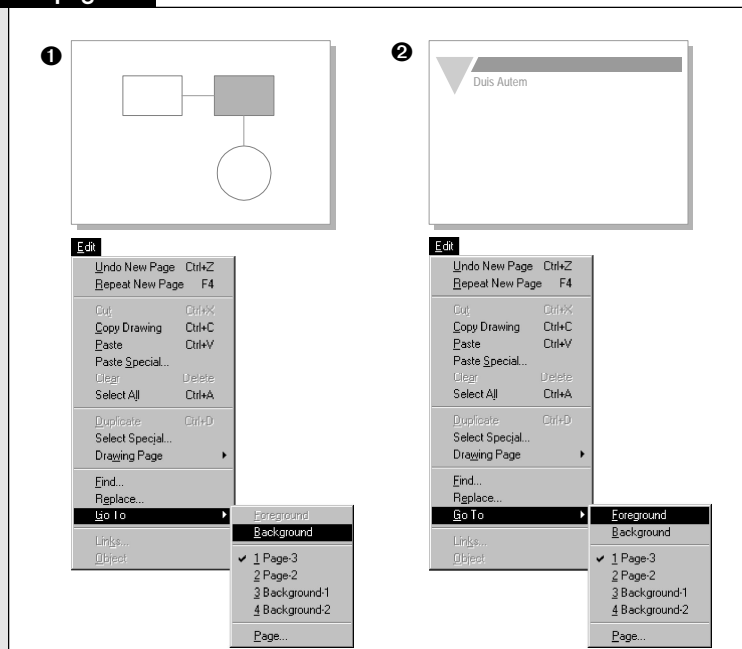 ❶
Edit
Undo New Page Ctrl+Z
Repeat New Page F4
Cut Ctrl+X
Copy Drawing Ctrl+C
Paste Ctrl+V
Paste Special...
Clear Delete
Select All Ctrl+A
Duplicate Ctrl+D
Select Special...
Drawing Page
Find...
Replace...
Go To
Links...
Object
Foreground
Background
✓ 1 Page-3
2 Page-2
3 Background-1
4 Background-2
Page...
❷
Duis Autem
Edit
Undo New Page Ctrl+Z
Repeat New Page F4
Cut Ctrl+X
Copy Drawing Ctrl+C
Paste Ctrl+V
Paste Special...
Clear Delete
Select All Ctrl+A
Duplicate Ctrl+D
Select Special...
Drawing Page
Find...
Replace...
Go To
Links...
Object
Foreground
Background
✓ 1 Page-3
2 Page-2
3 Background-1
4 Background-2
Page...